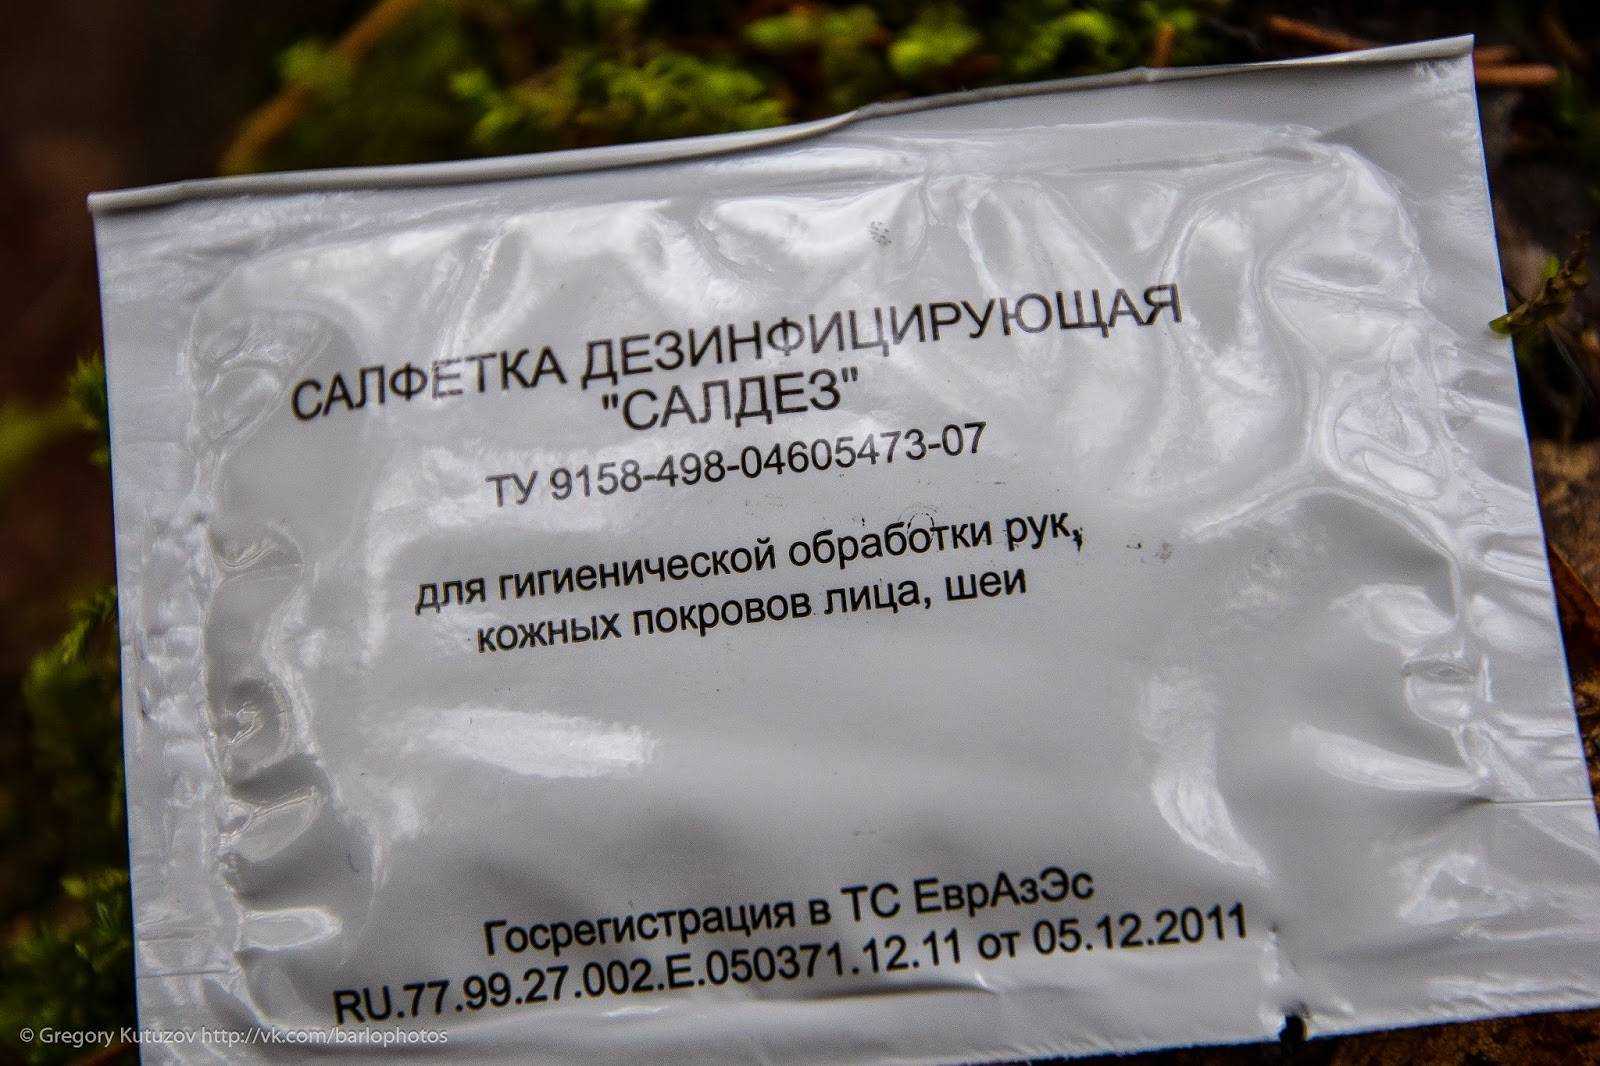 САЛФЕТКА ДЕЗИНФИЦИРУЮЩАЯ
"САЛДЕЗ"
ТУ 9158-498-04605473-07
для гигиенической обработки рук,
кожных покровов лица, шеи
Госрегистрация в ТС ЕврАзЭс
RU.77.99.27.002.Е.050371.12.11 от 05.12.2011
© Gregory Kutuzov http://vk.com/barlophotos